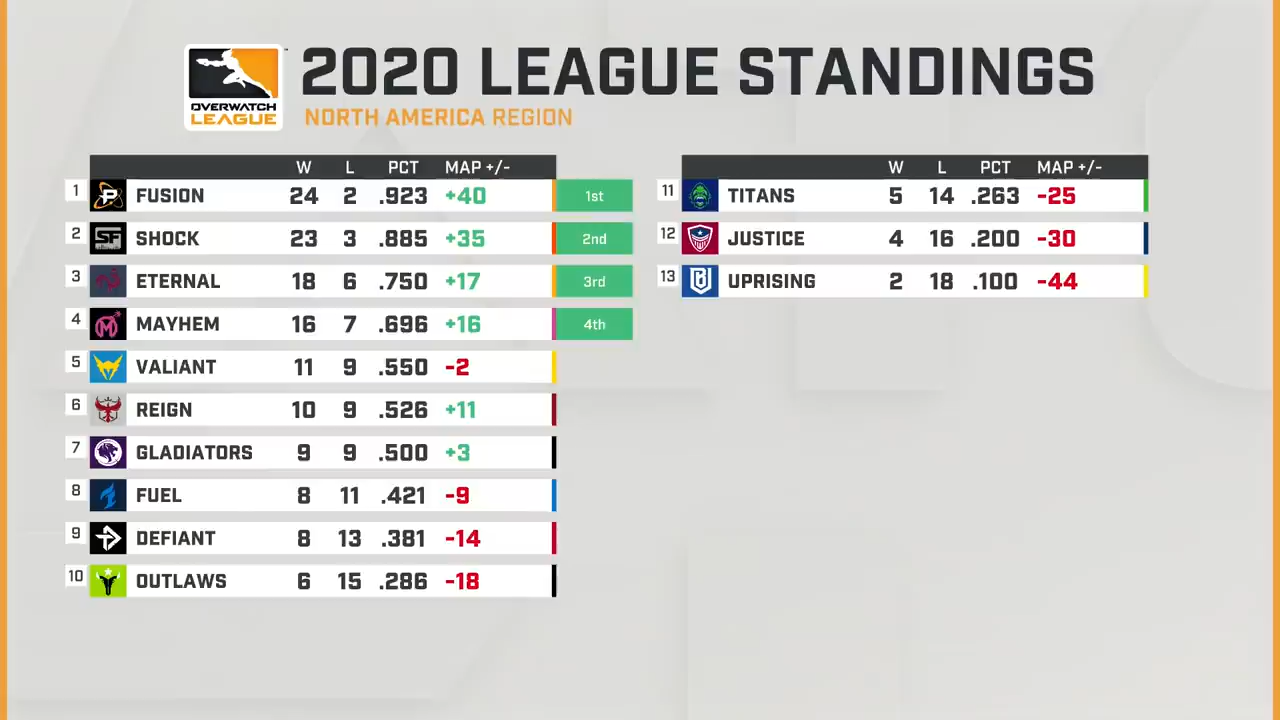 2020 LEAGUE STANDINGS
OVERWATCH
LEAGUE
NORTH AMERICA REGION
W L PCT MAP +/-
1 FUSION 24 2 .923 +40 1st
2 SF SHOCK 23 3 .885 +35 2nd
3 ETERNAL 18 6 .750 +17 3rd
4 MAYHEM 16 7 .696 +16 4th
5 VALIANT 11 9 .550 -2
6 REIGN 10 9 .526 +11
7 GLADIATORS 9 9 .500 +3
8 FUEL 8 11 .421 -9
9 DEFIANT 8 13 .381 -14
10 OUTLAWS 6 15 .286 -18
W L PCT MAP +/-
11 TITANS 5 14 .263 -25
12 JUSTICE 4 16 .200 -30
13 UPRISING 2 18 .100 -44